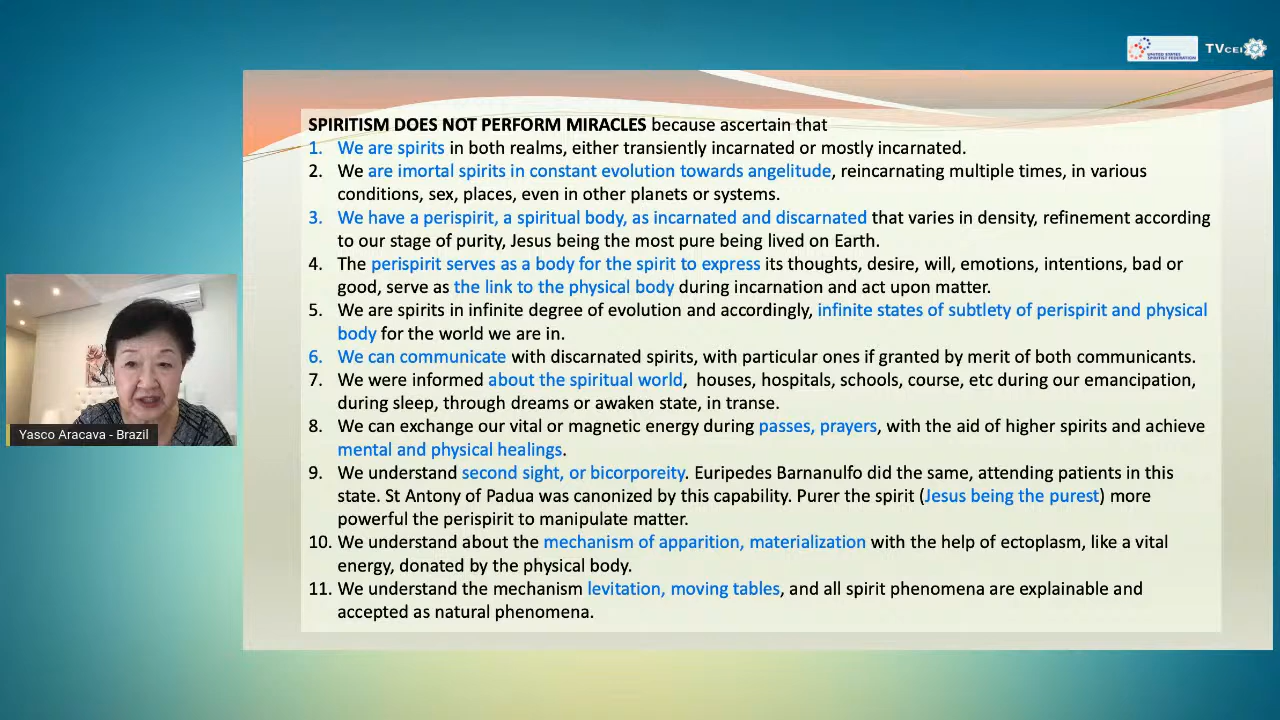 UNITED STATES
SPIRITIST FEDERATION
TVCEI
SPIRITISM DOES NOT PERFORM MIRACLES because ascertain that
1. We are spirits in both realms, either transiently incarnated or mostly incarnated.
2. We are imortal spirits in constant evolution towards angelitude, reincarnating multiple times, in various
conditions, sex, places, even in other planets or systems.
3. We have a perispirit, a spiritual body, as incarnated and discarnated that varies in density, refinement according
to our stage of purity, Jesus being the most pure being lived on Earth.
4. The perispirit serves as a body for the spirit to express its thoughts, desire, will, emotions, intentions, bad or
good, serve as the link to the physical body during incarnation and act upon matter.
5. We are spirits in infinite degree of evolution and accordingly, infinite states of subtlety of perispirit and physical
body for the world we are in.
6. We can communicate with discarnated spirits, with particular ones if granted by merit of both communicants.
7. We were informed about the spiritual world, houses, hospitals, schools, course, etc during our emancipation,
during sleep, through dreams or awaken state, in transe.
8. We can exchange our vital or magnetic energy during passes, prayers, with the aid of higher spirits and achieve
mental and physical healings.
9. We understand second sight, or bicorporeity. Euripedes Barnanulfo did the same, attending patients in this
state. St Antony of Padua was canonized by this capability. Purer the spirit (Jesus being the purest) more
powerful the perispirit to manipulate matter.
10. We understand about the mechanism of apparition, materialization with the help of ectoplasm, like a vital
energy, donated by the physical body.
11. We understand the mechanism levitation, moving tables, and all spirit phenomena are explainable and
accepted as natural phenomena.
Yasco Aracava - Brazil